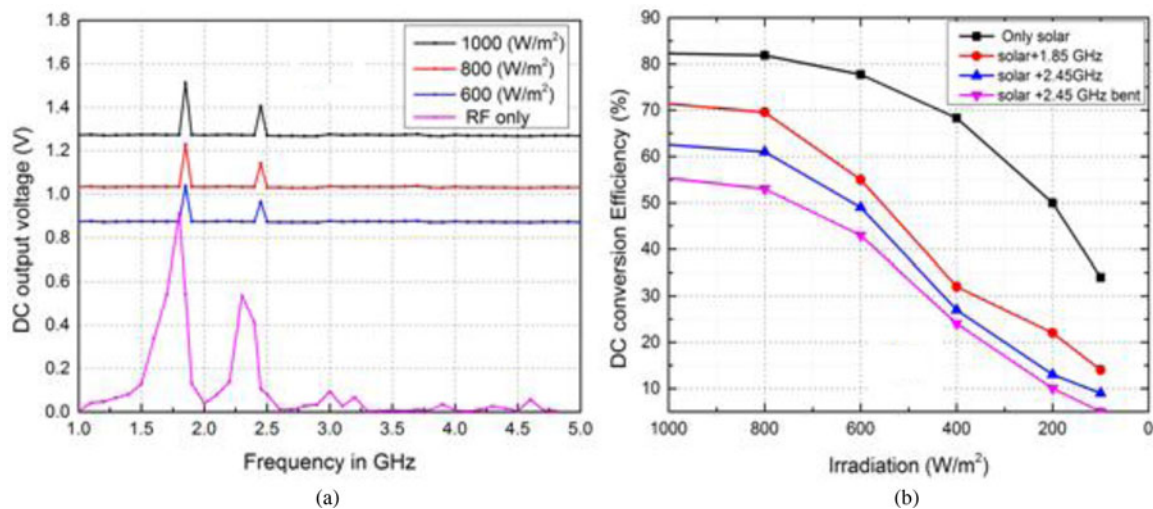 1.8
1.6
1.4
1.2
1.0
0.8
0.6
0.4
0.2
0.0
DC output voltage (V)
1000 (W/m²)
800 (W/m²)
600 (W/m²)
RF only
1.0 1.5 2.0 2.5 3.0 3.5 4.0 4.5 5.0
Frequency in GHz
(a)
90
80
70
60
50
40
30
20
10
DC conversion Efficiency (%)
Only solar
solar+1.85 GHz
solar +2.45GHz
solar +2.45 GHz bent
1000 800 600 400 200 0
Irradiation (W/m²)
(b)